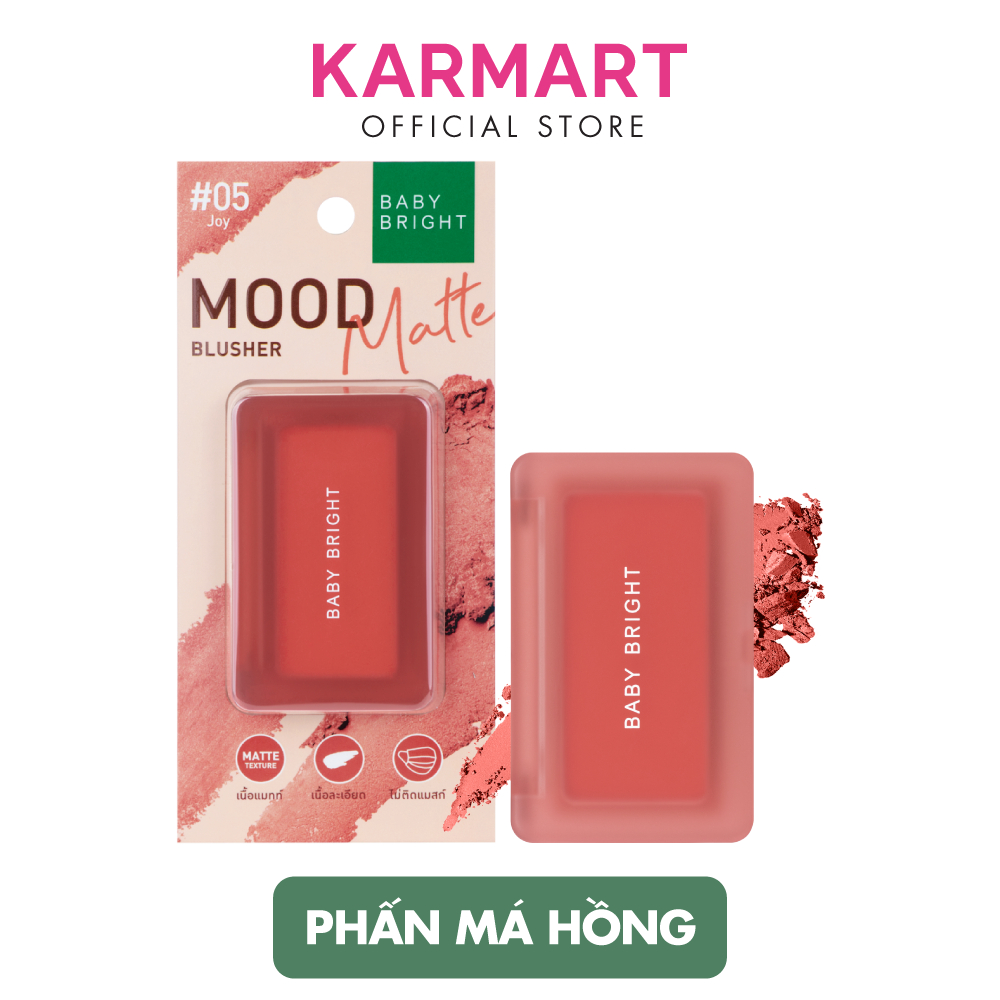 KARMART
OFFICIAL STORE
#05
Joy
BABY
BRIGHT
MOOD
Matte
BLUSHER
BABY BRIGHT
BABY BRIGHT
MATTE
TEXTURE
เนื้อแมทท์
เนื้อละเอียด
ไม่ติดแมสก์
PHẤN MÁ HỒNG